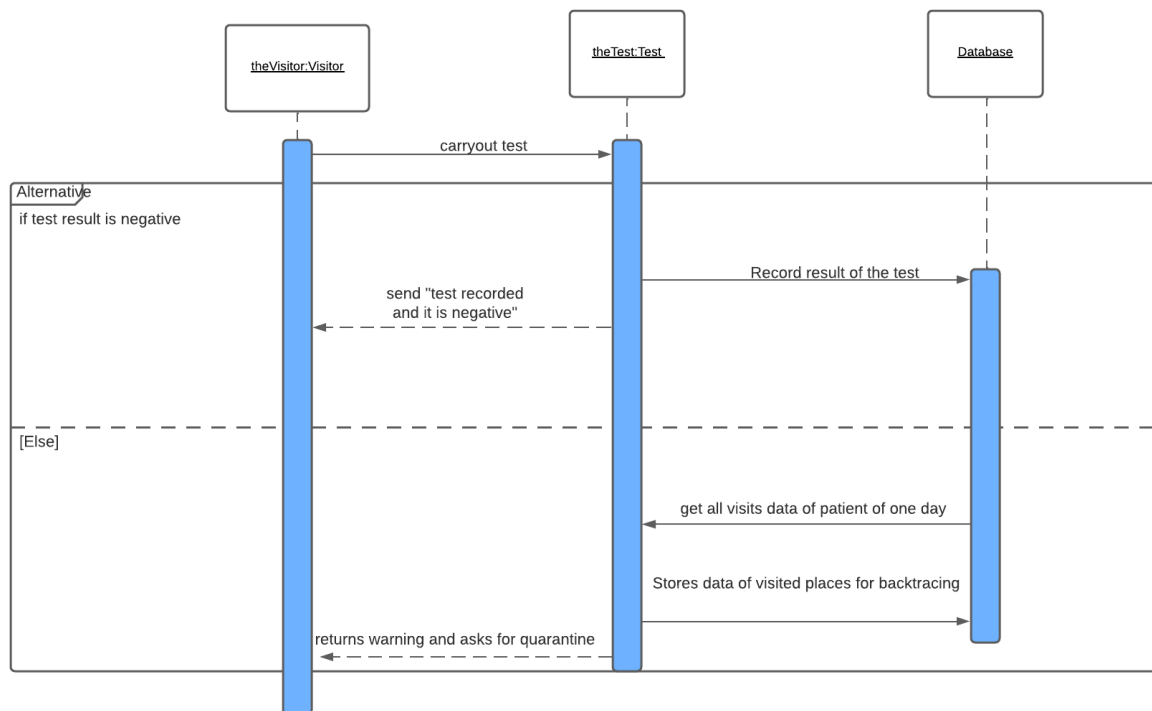 theVisitor:Visitor
theTest:Test
Database
carryout test
Alternative
if test result is negative
Record result of the test
send "test recorded
and it is negative"
[Else]
get all visits data of patient of one day
Stores data of visited places for backtracing
returns warning and asks for quarantine